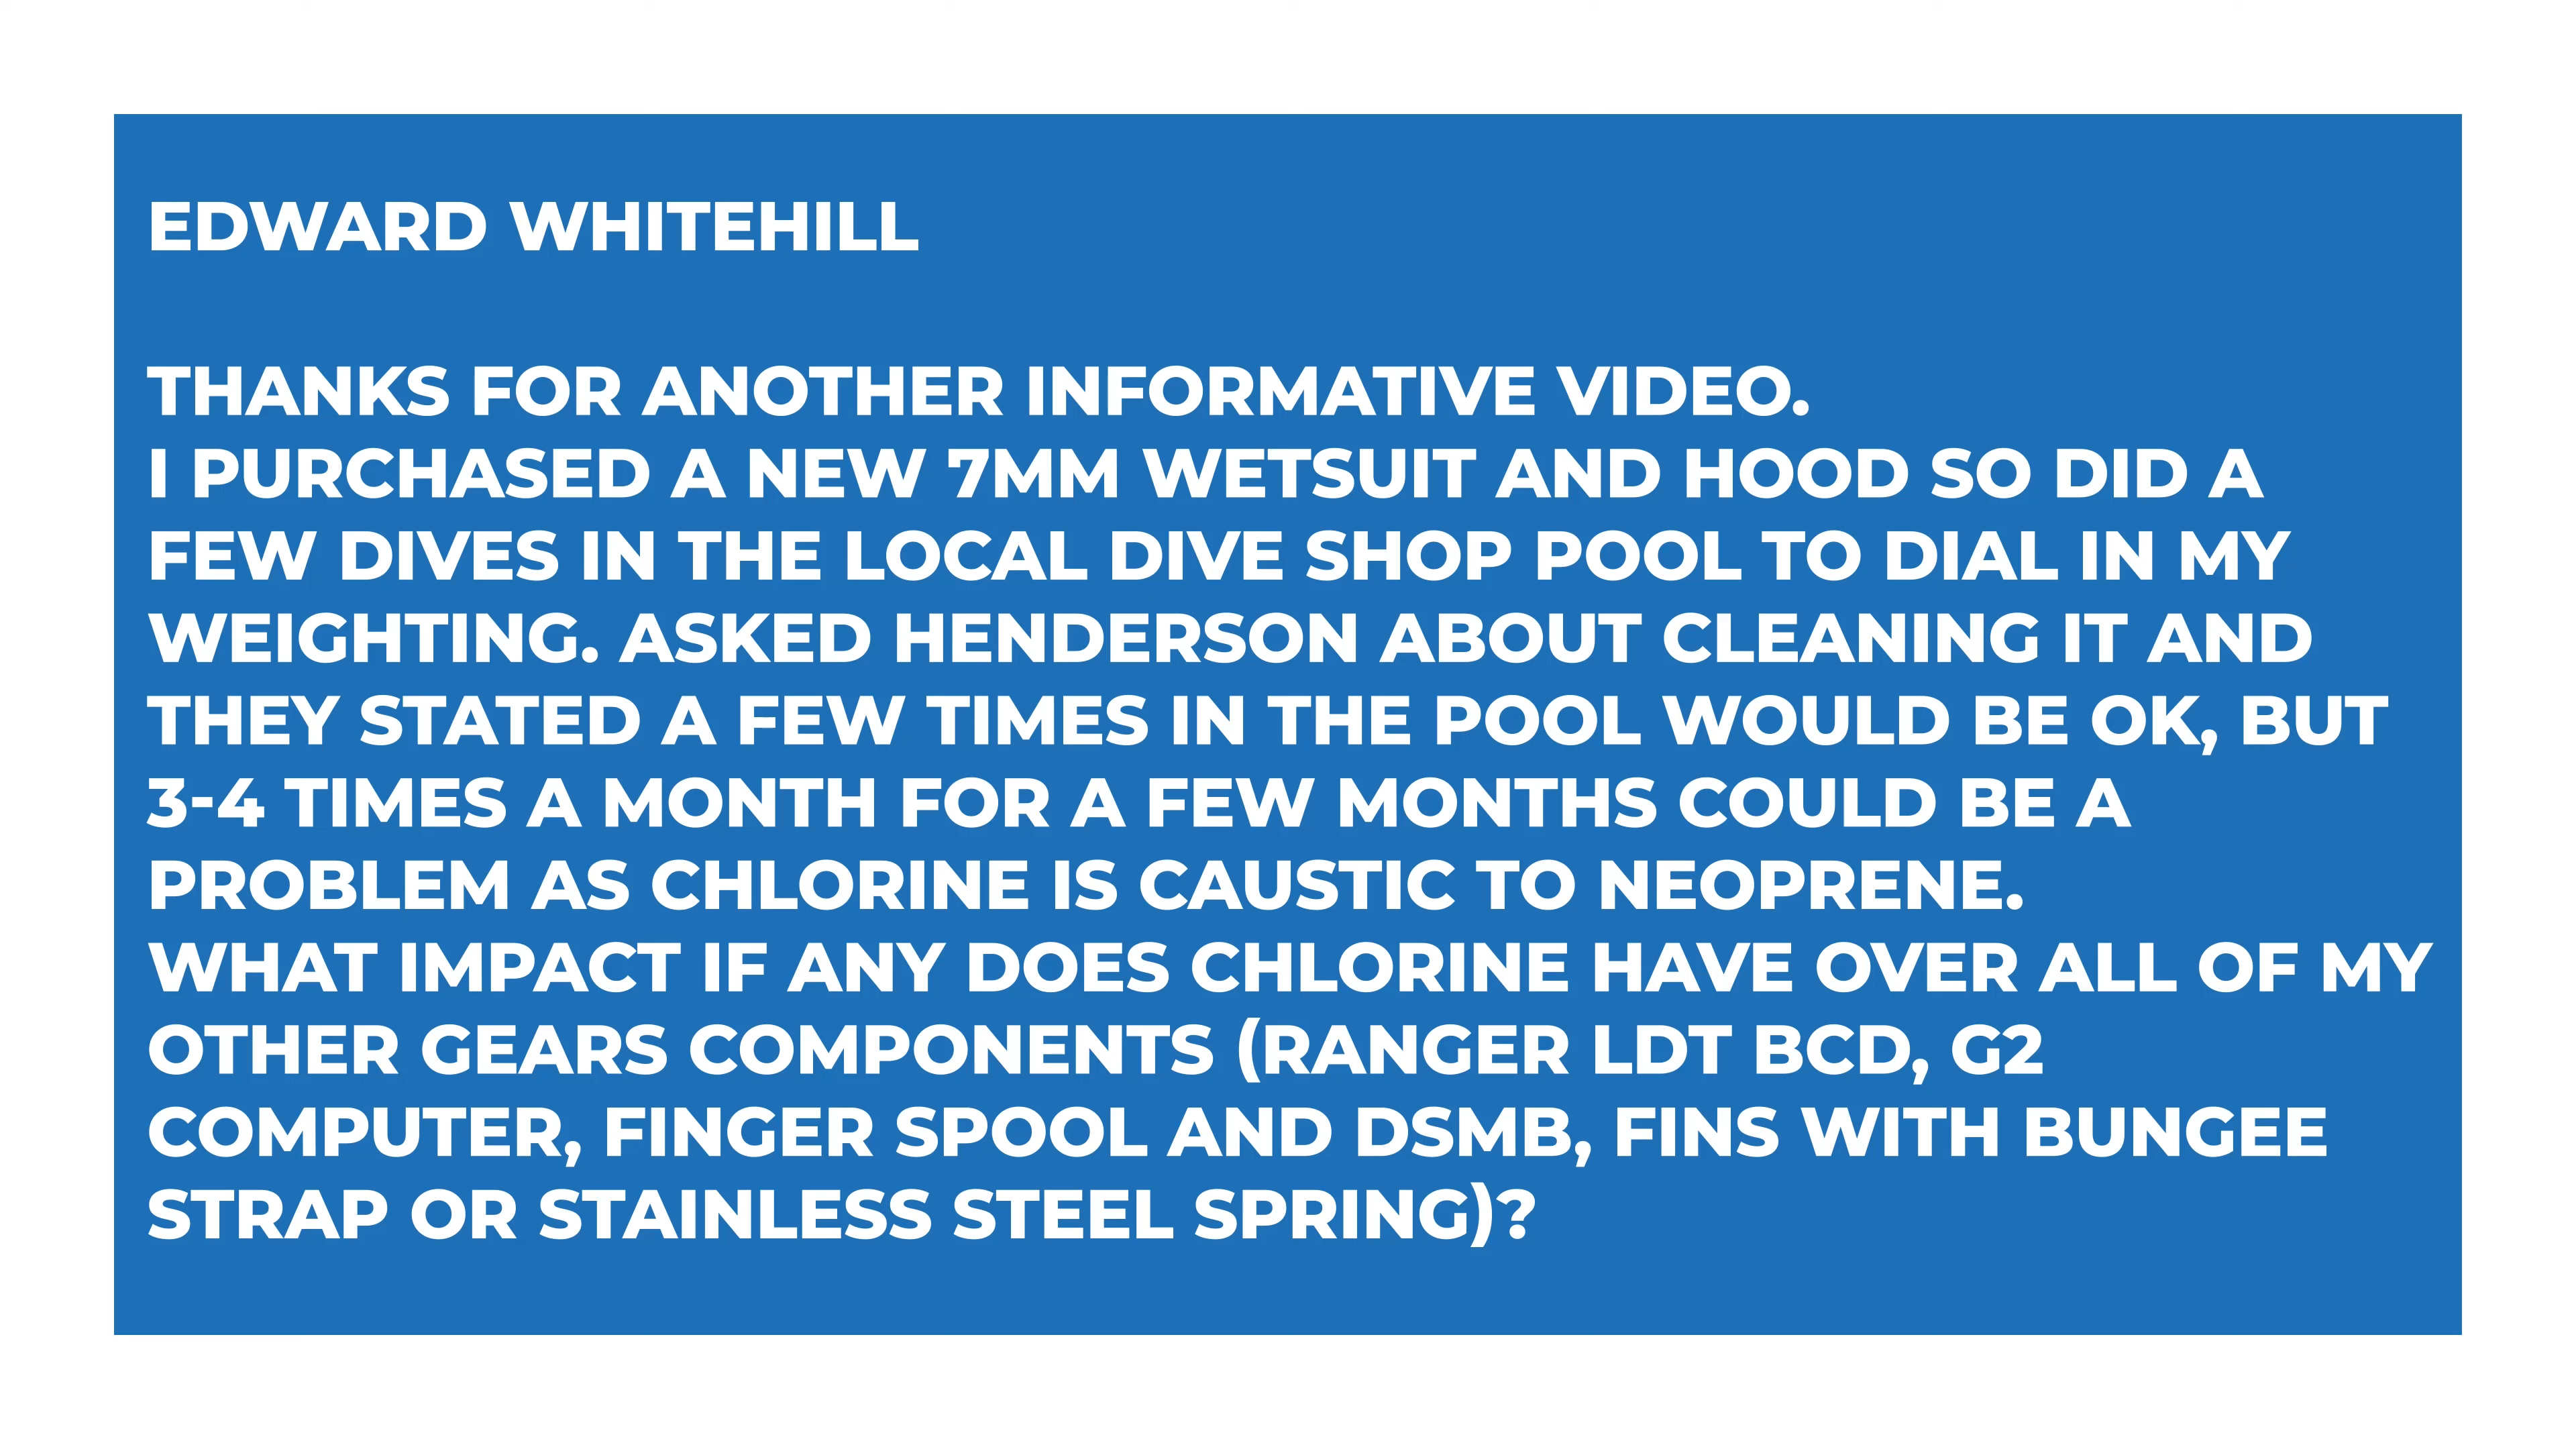 EDWARD WHITEHILL
THANKS FOR ANOTHER INFORMATIVE VIDEO.
I PURCHASED A NEW 7MM WETSUIT AND HOOD SO DID A
FEW DIVES IN THE LOCAL DIVE SHOP POOL TO DIAL IN MY
WEIGHTING. ASKED HENDERSON ABOUT CLEANING IT AND
THEY STATED A FEW TIMES IN THE POOL WOULD BE OK, BUT
3-4 TIMES A MONTH FOR A FEW MONTHS COULD BE A
PROBLEM AS CHLORINE IS CAUSTIC TO NEOPRENE.
WHAT IMPACT IF ANY DOES CHLORINE HAVE OVER ALL OF MY
OTHER GEARS COMPONENTS (RANGER LDT BCD, G2
COMPUTER, FINGER SPOOL AND DSMB, FINS WITH BUNGEE
STRAP OR STAINLESS STEEL SPRING)?